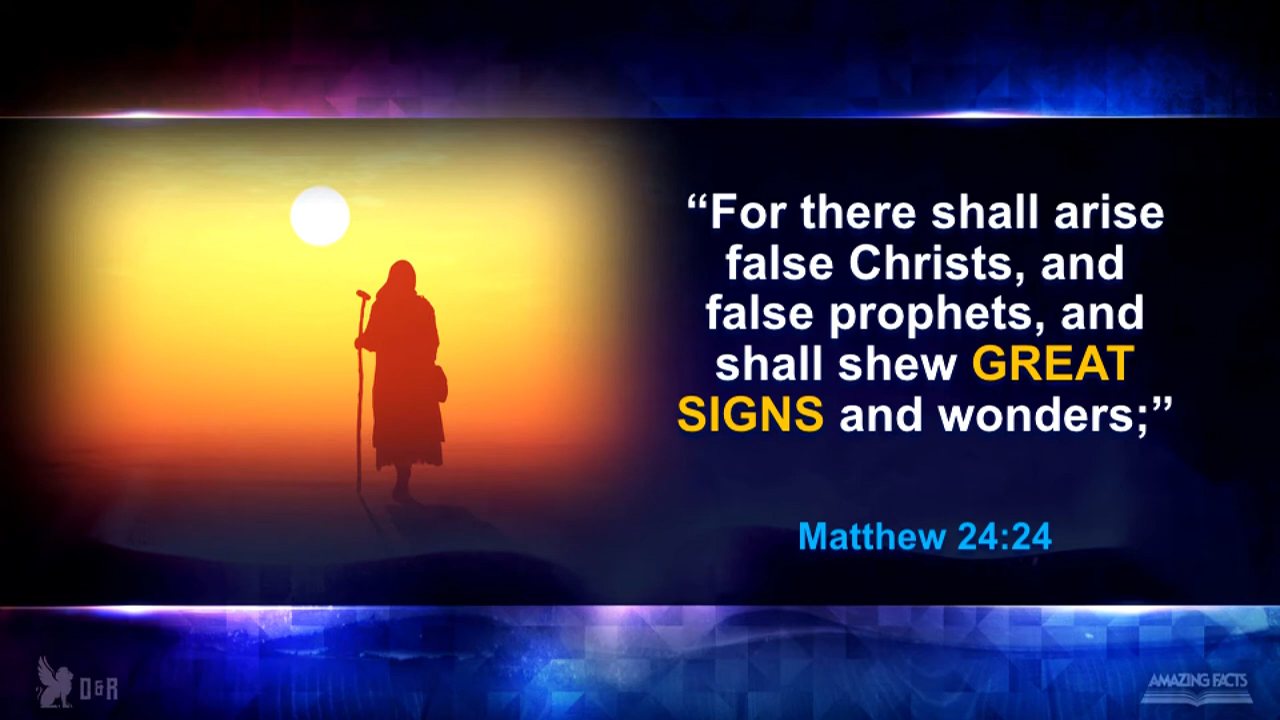 “For there shall arise
false Christs, and
false prophets, and
shall shew GREAT
SIGNS and wonders;”
Matthew 24:24
D&R
AMAZING FACTS